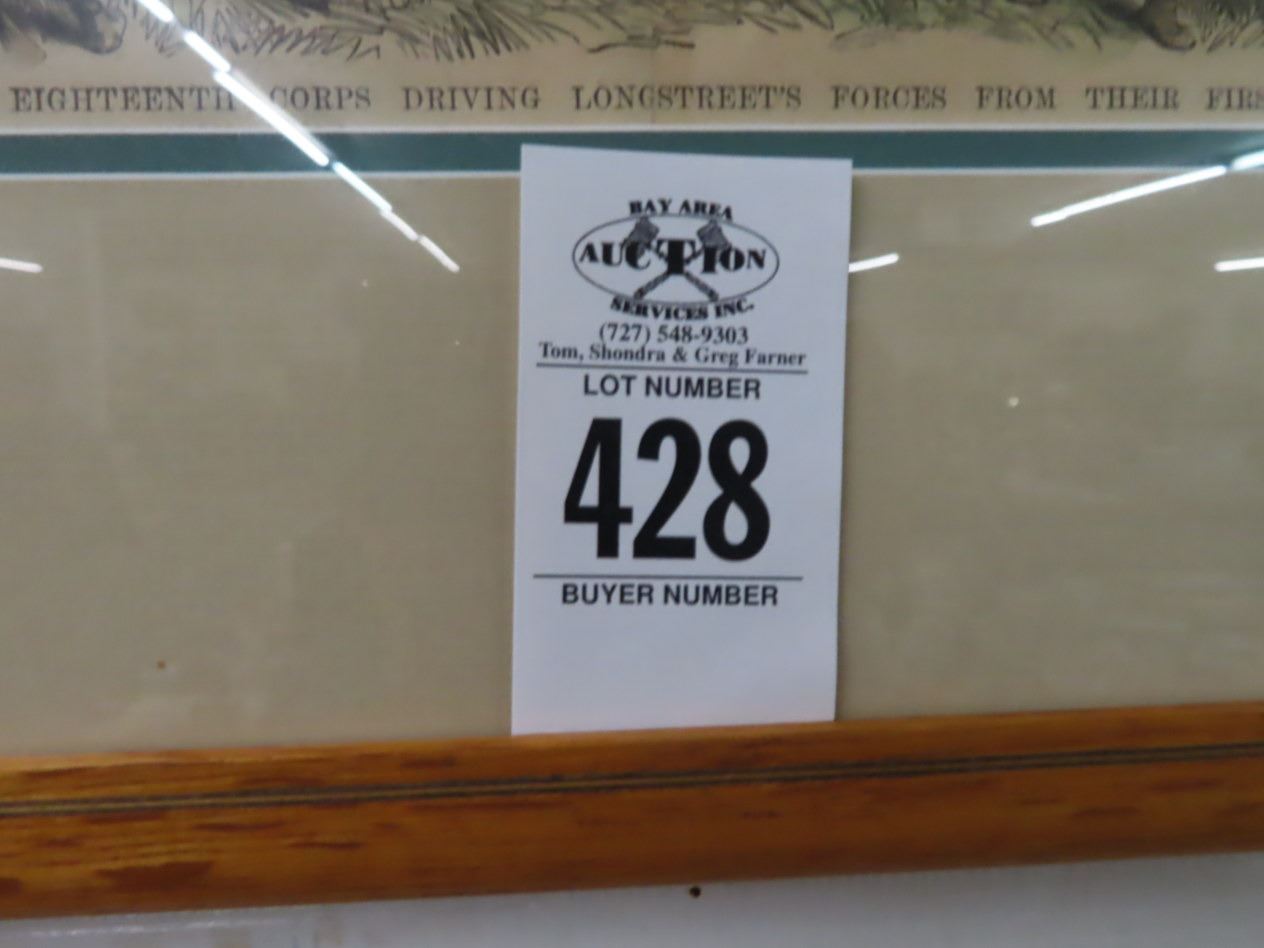 EIGHTEENTH CORPS DRIVING LONGSTREET'S FORCES FROM THEIR
BAY AREA
AUCTION
SERVICES INC.
(727) 548-9303
Tom, Shondra & Greg Farner
LOT NUMBER
428
BUYER NUMBER